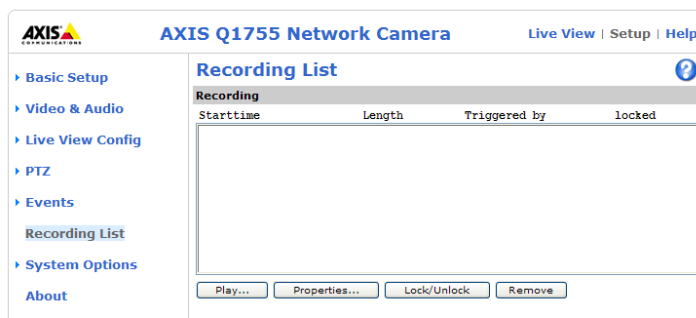 AXIS
COMMUNICATIONS
AXIS Q1755 Network Camera
Live View | Setup | Help
Basic Setup
Video & Audio
Live View Config
PTZ
Events
Recording List
System Options
About
Recording List
?
Recording
Starttime Length Triggered by locked
Play... Properties... Lock/Unlock Remove